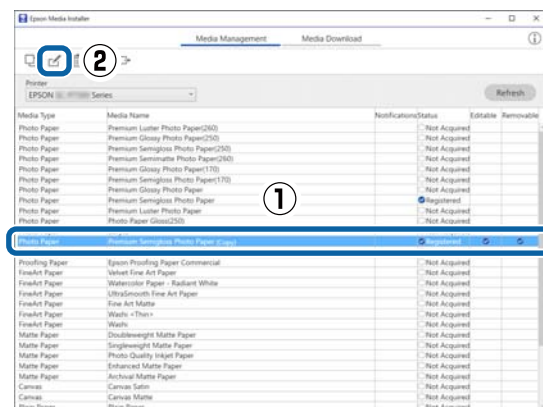 Epson Media Installer
Media Management Media Download
②
Printer
EPSON Series
Refresh
Media Type Media Name Notifications Status Editable Removable
Photo Paper Premium Luster Photo Paper(260) Not Acquired
Photo Paper Premium Glossy Photo Paper(250) Not Acquired
Photo Paper Premium Semigloss Photo Paper(250) Not Acquired
Photo Paper Premium Semimatte Photo Paper(260) Not Acquired
Photo Paper Premium Glossy Photo Paper(170) Not Acquired
Photo Paper Premium Semigloss Photo Paper(170) Not Acquired
Photo Paper Premium Glossy Photo Paper Not Acquired
Photo Paper Premium Semigloss Photo Paper Registered
Photo Paper Premium Luster Photo Paper Not Acquired
Photo Paper Photo Paper Gloss(250) Not Acquired
①
Photo Paper Premium Semigloss Photo Paper (Copy) Registered
Proofing Paper Epson Proofing Paper Commercial Not Acquired
FineArt Paper Velvet Fine Art Paper Not Acquired
FineArt Paper Watercolor Paper - Radiant White Not Acquired
FineArt Paper UltraSmooth Fine Art Paper Not Acquired
FineArt Paper Fine Art Matte Not Acquired
FineArt Paper Washi <Thin> Not Acquired
FineArt Paper Washi Not Acquired
Matte Paper Doubleweight Matte Paper Not Acquired
Matte Paper Singleweight Matte Paper Not Acquired
Matte Paper Photo Quality Inkjet Paper Not Acquired
Matte Paper Enhanced Matte Paper Not Acquired
Matte Paper Archival Matte Paper Not Acquired
Canvas Canvas Satin Not Acquired
Canvas Canvas Matte Not Acquired